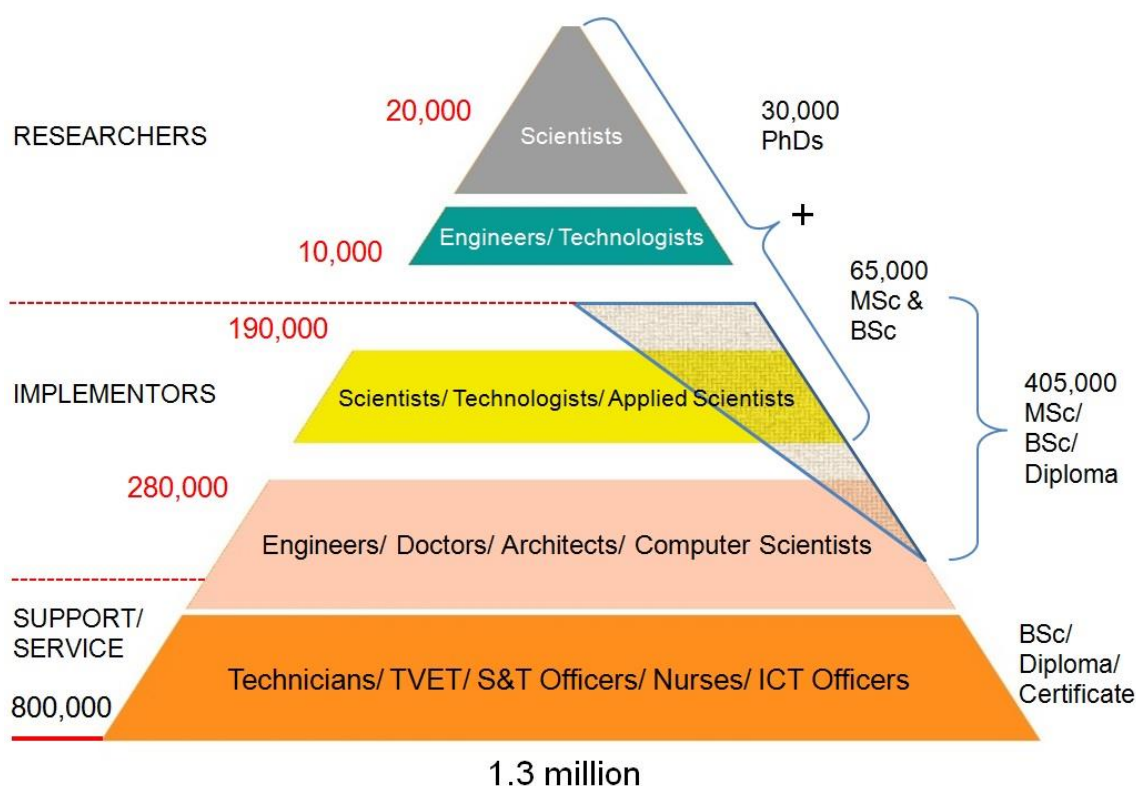 20,000
Scientists
30,000
PhDs
RESEARCHERS
+
10,000
Engineers/ Technologists
65,000
MSc &
BSc
190,000
IMPLEMENTORS
Scientists/ Technologists/ Applied Scientists
405,000
MSc/
BSc/
Diploma
280,000
Engineers/ Doctors/ Architects/ Computer Scientists
SUPPORT/
SERVICE
800,000
Technicians/ TVET/ S&T Officers/ Nurses/ ICT Officers
BSc/
Diploma/
Certificate
1.3 million